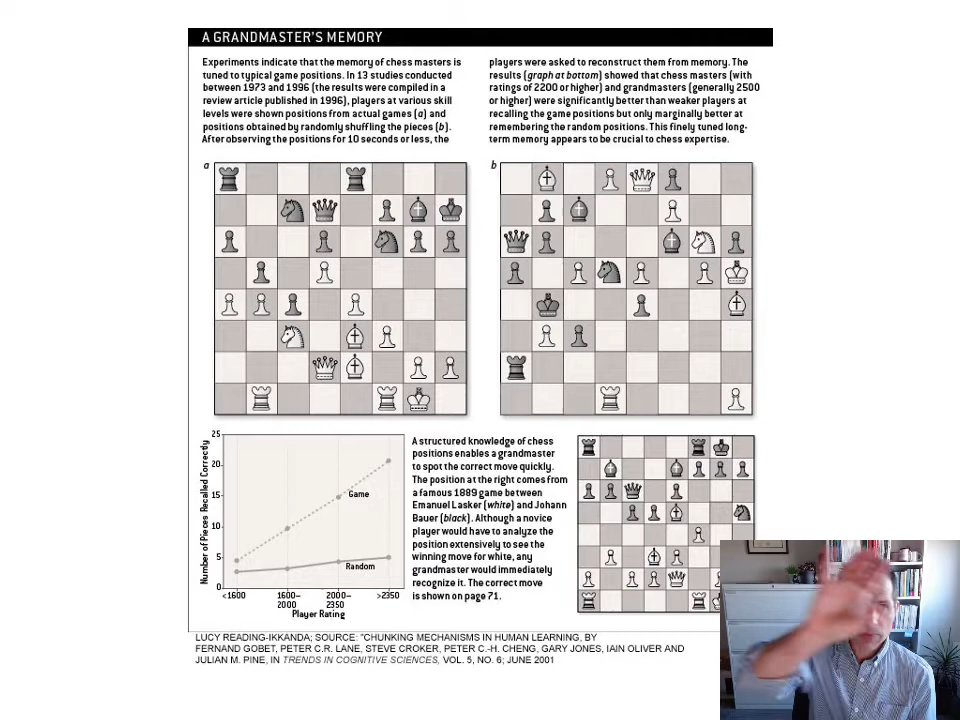 A GRANDMASTER'S MEMORY
Experiments indicate that the memory of chess masters is
tuned to typical game positions. In 13 studies conducted
between 1973 and 1996 (the results were compiled in a
review article published in 1996), players at various skill
levels were shown positions from actual games (a) and
positions obtained by randomly shuffling the pieces (b).
After observing the positions for 10 seconds or less, the
players were asked to reconstruct them from memory. The
results (graph at bottom) showed that chess masters (with
ratings of 2200 or higher) and grandmasters (generally 2500
or higher) were significantly better than weaker players at
recalling the game positions but only marginally better at
remembering the random positions. This finely tuned long-
term memory appears to be crucial to chess expertise.
a
b
Number of Pieces Recalled Correctly
25
20
15
10
5
0
Game
Random
<1600
1600–
2000
2000–
2350
>2350
Player Rating
A structured knowledge of chess
positions enables a grandmaster
to spot the correct move quickly.
The position at the right comes from
a famous 1889 game between
Emanuel Lasker (white) and Johann
Bauer (black). Although a novice
player would have to analyze the
position extensively to see the
winning move for white, any
grandmaster would immediately
recognize it. The correct move
is shown on page 71.
LUCY READING-IKKANDA; SOURCE: "CHUNKING MECHANISMS IN HUMAN LEARNING, BY
FERNAND GOBET, PETER C.R. LANE, STEVE CROKER, PETER C.-H. CHENG, GARY JONES, IAIN OLIVER AND
JULIAN M. PINE, IN TRENDS IN COGNITIVE SCIENCES, VOL. 5, NO. 6; JUNE 2001